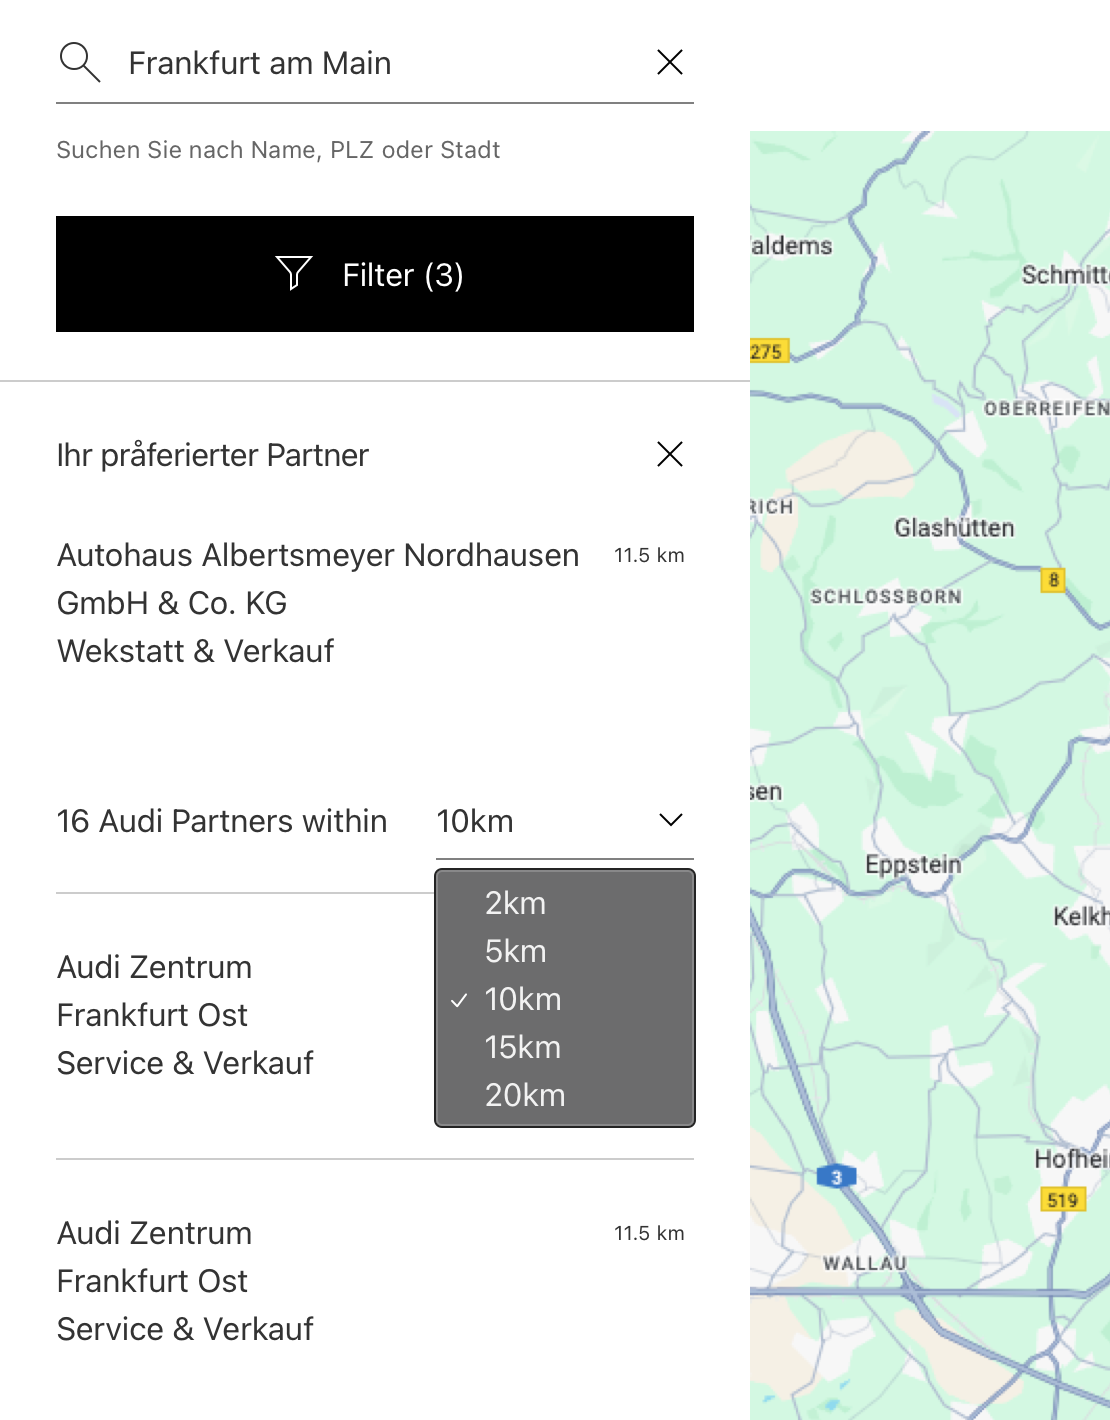 Frankfurt am Main
Suchen Sie nach Name, PLZ oder Stadt
Filter (3)
Ihr pråferierter Partner
Autohaus Albertsmeyer Nordhausen 11.5 km
GmbH & Co. KG
Wekstatt & Verkauf
16 Audi Partners within 10km
2km
5km
10km
15km
20km
Audi Zentrum
Frankfurt Ost
Service & Verkauf
Audi Zentrum 11.5 km
Frankfurt Ost
Service & Verkauf
aldems
Schmitt
275
OBERREIFEN
RICH
Glashütten
8
SCHLOSSBORN
sen
Eppstein
Kelkh
3
Hofhei
519
WALLAU